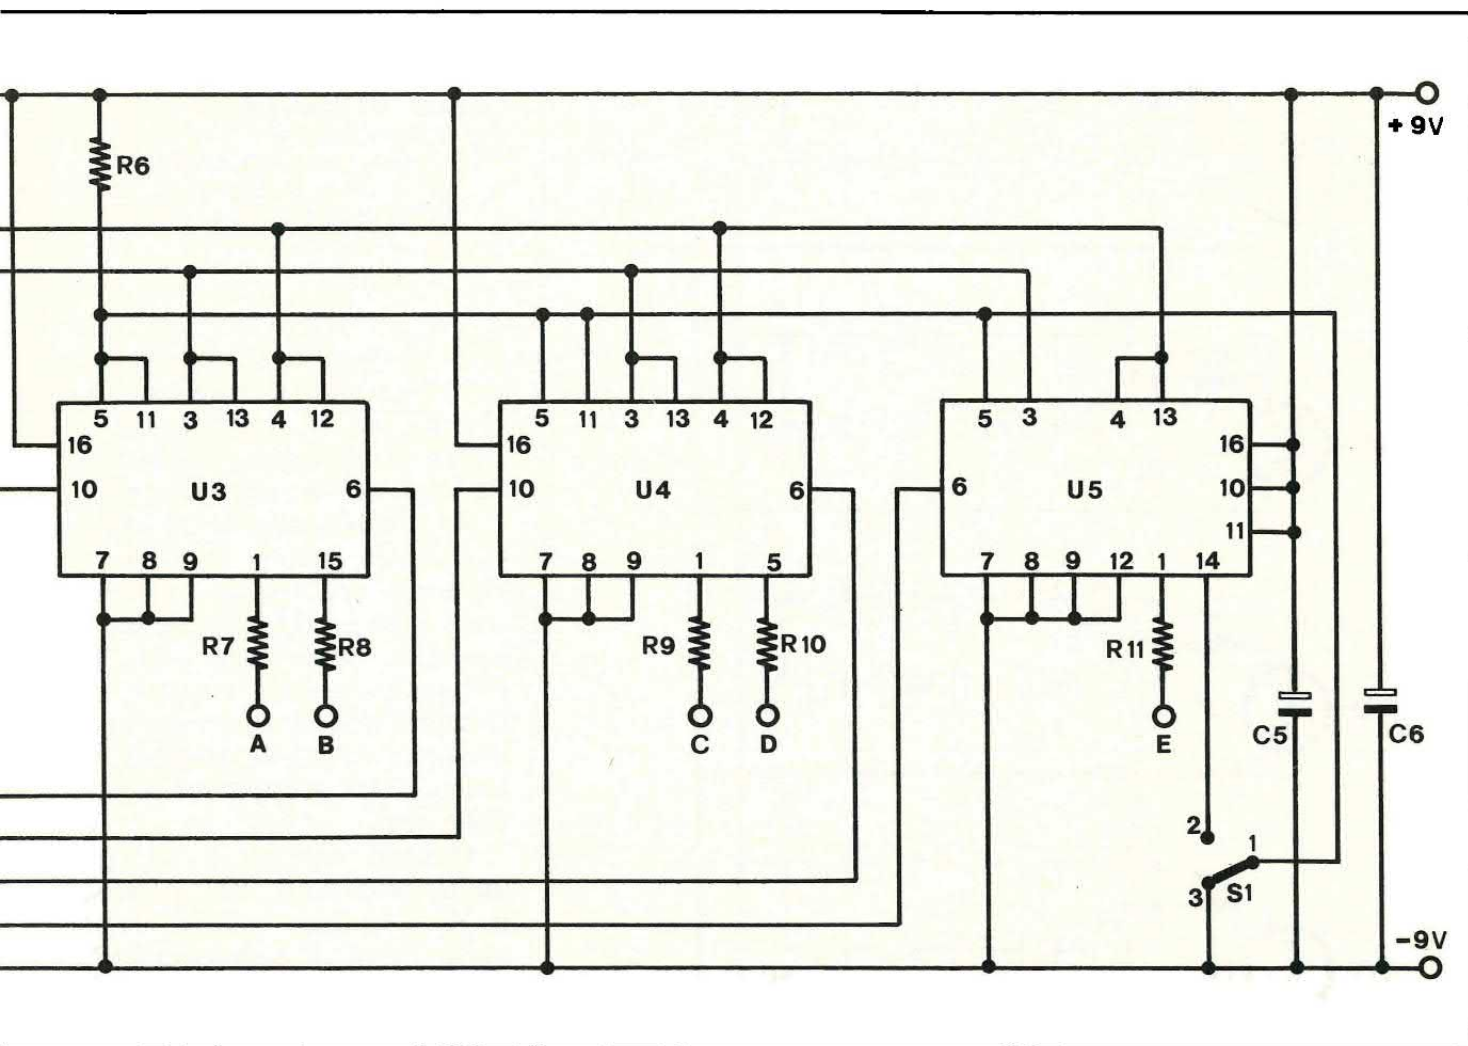 + 9V
R6
5 11 3 13 4 12
5 11 3 13 4 12
5 3 4 13
16
16
16
10 U3 6
10 U4 6
6 U5 10
11
7 8 9 1 15
7 8 9 1 5
7 8 9 12 1 14
R7 R8
R9 R10
R11
A B
C D
E
C5 C6
2
1
3 S1
-9V